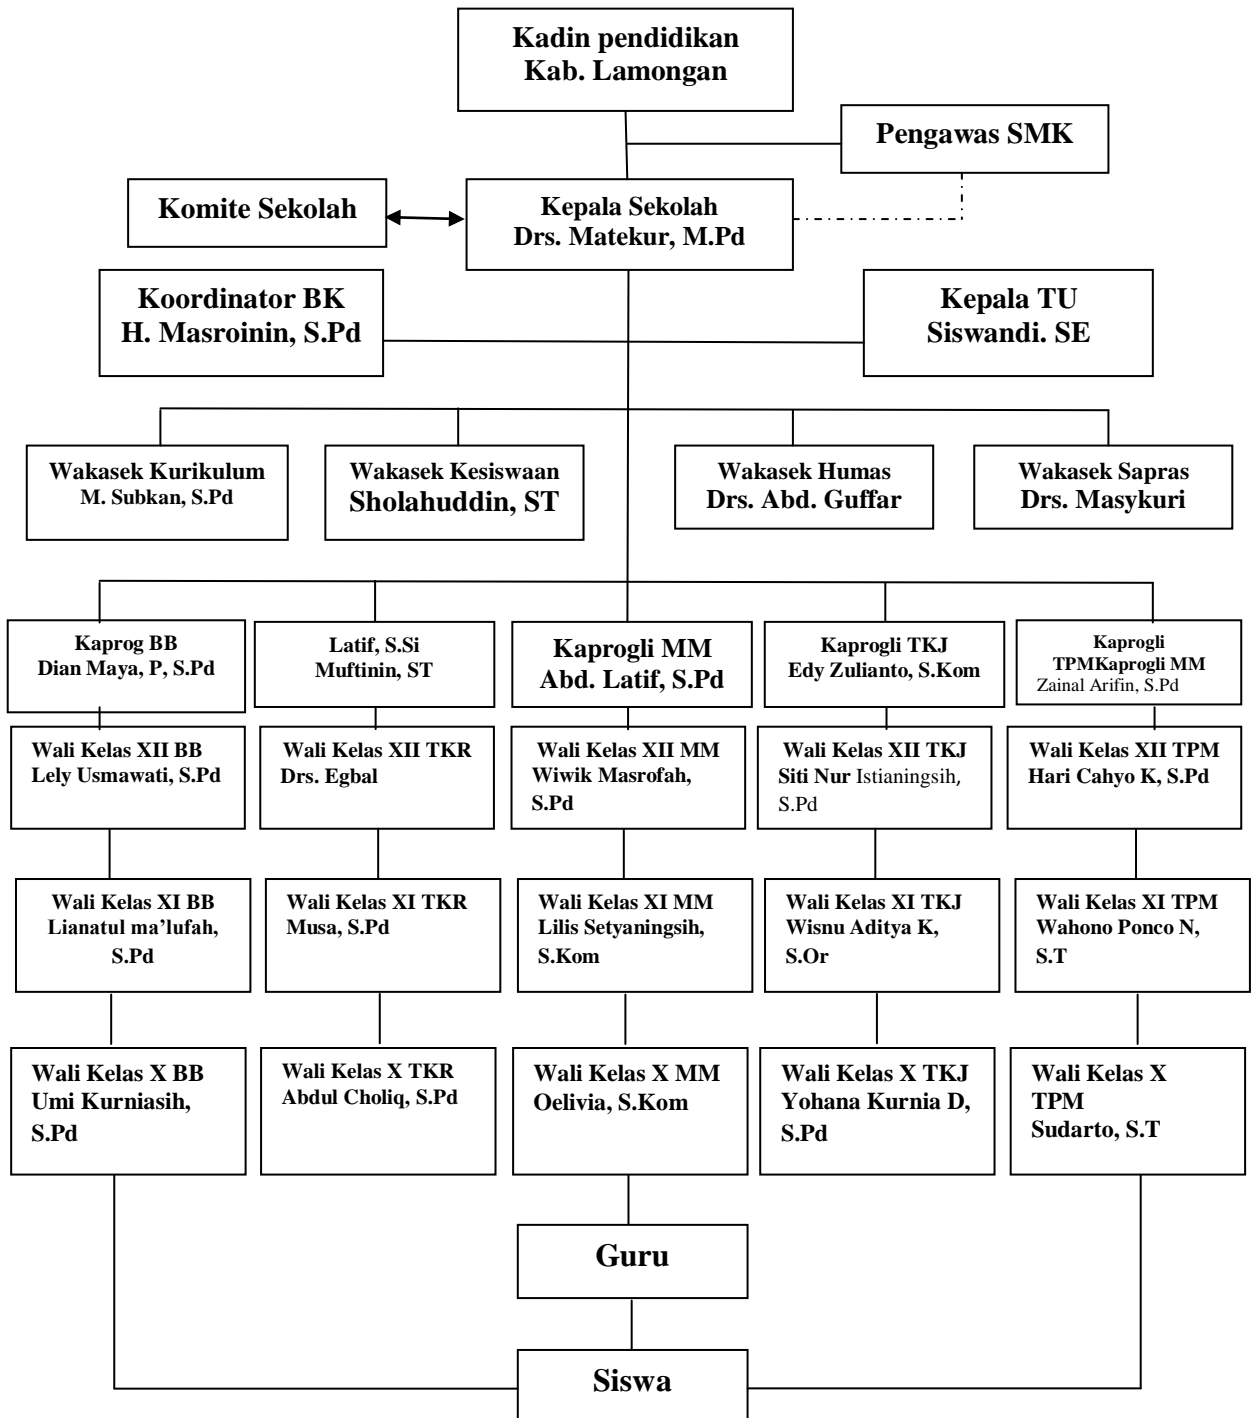 Kadin pendidikan
Kab. Lamongan
Pengawas SMK
Komite Sekolah
Kepala Sekolah
Drs. Matekur, M.Pd
Koordinator BK
H. Masroinin, S.Pd
Kepala TU
Siswandi. SE
Wakasek Kurikulum
M. Subkan, S.Pd
Wakasek Kesiswaan
Sholahuddin, ST
Wakasek Humas
Drs. Abd. Guffar
Wakasek Sapras
Drs. Masykuri
Kaprog BB
Dian Maya, P, S.Pd
Latif, S.Si
Muftinin, ST
Kaprogli MM
Abd. Latif, S.Pd
Kaprogli TKJ
Edy Zulianto, S.Kom
Kaprogli
TPMKaprogli MM
Zainal Arifin, S.Pd
Wali Kelas XII BB
Lely Usmawati, S.Pd
Wali Kelas XII TKR
Drs. Egbal
Wali Kelas XII MM
Wiwik Masrofah,
S.Pd
Wali Kelas XII TKJ
Siti Nur Istianingsih,
S.Pd
Wali Kelas XII TPM
Hari Cahyo K, S.Pd
Wali Kelas XI BB
Lianatul ma’lufah,
S.Pd
Wali Kelas XI TKR
Musa, S.Pd
Wali Kelas XI MM
Lilis Setyaningsih,
S.Kom
Wali Kelas XI TKJ
Wisnu Aditya K,
S.Or
Wali Kelas XI TPM
Wahono Ponco N,
S.T
Wali Kelas X BB
Umi Kurniasih,
S.Pd
Wali Kelas X TKR
Abdul Choliq, S.Pd
Wali Kelas X MM
Oelivia, S.Kom
Wali Kelas X TKJ
Yohana Kurnia D,
S.Pd
Wali Kelas X
TPM
Sudarto, S.T
Guru
Siswa